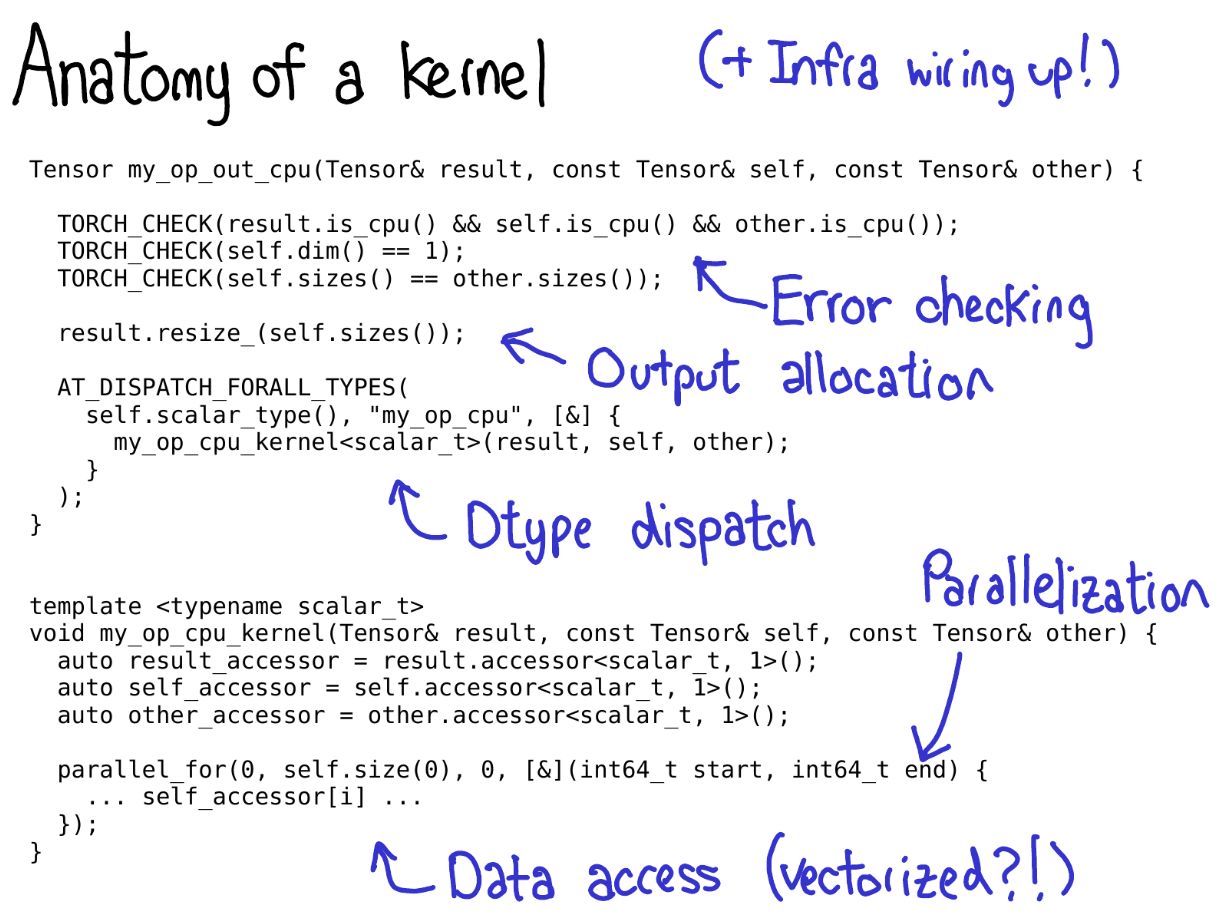 Anatomy of a kernel
(+ Infra wiring up!)
Tensor my_op_out_cpu(Tensor& result, const Tensor& self, const Tensor& other) {
TORCH_CHECK(result.is_cpu() && self.is_cpu() && other.is_cpu());
TORCH_CHECK(self.dim() == 1);
TORCH_CHECK(self.sizes() == other.sizes());
Error checking
result.resize_(self.sizes());
Output allocation
AT_DISPATCH_FORALL_TYPES(
self.scalar_type(), "my_op_cpu", [&] {
my_op_cpu_kernel<scalar_t>(result, self, other);
}
);
}
Dtype dispatch
Parallelization
template <typename scalar_t>
void my_op_cpu_kernel(Tensor& result, const Tensor& self, const Tensor& other) {
auto result_accessor = result.accessor<scalar_t, 1>();
auto self_accessor = self.accessor<scalar_t, 1>();
auto other_accessor = other.accessor<scalar_t, 1>();
parallel_for(0, self.size(0), 0, [&](int64_t start, int64_t end) {
... self_accessor[i] ...
});
}
Data access (vectorized?!)